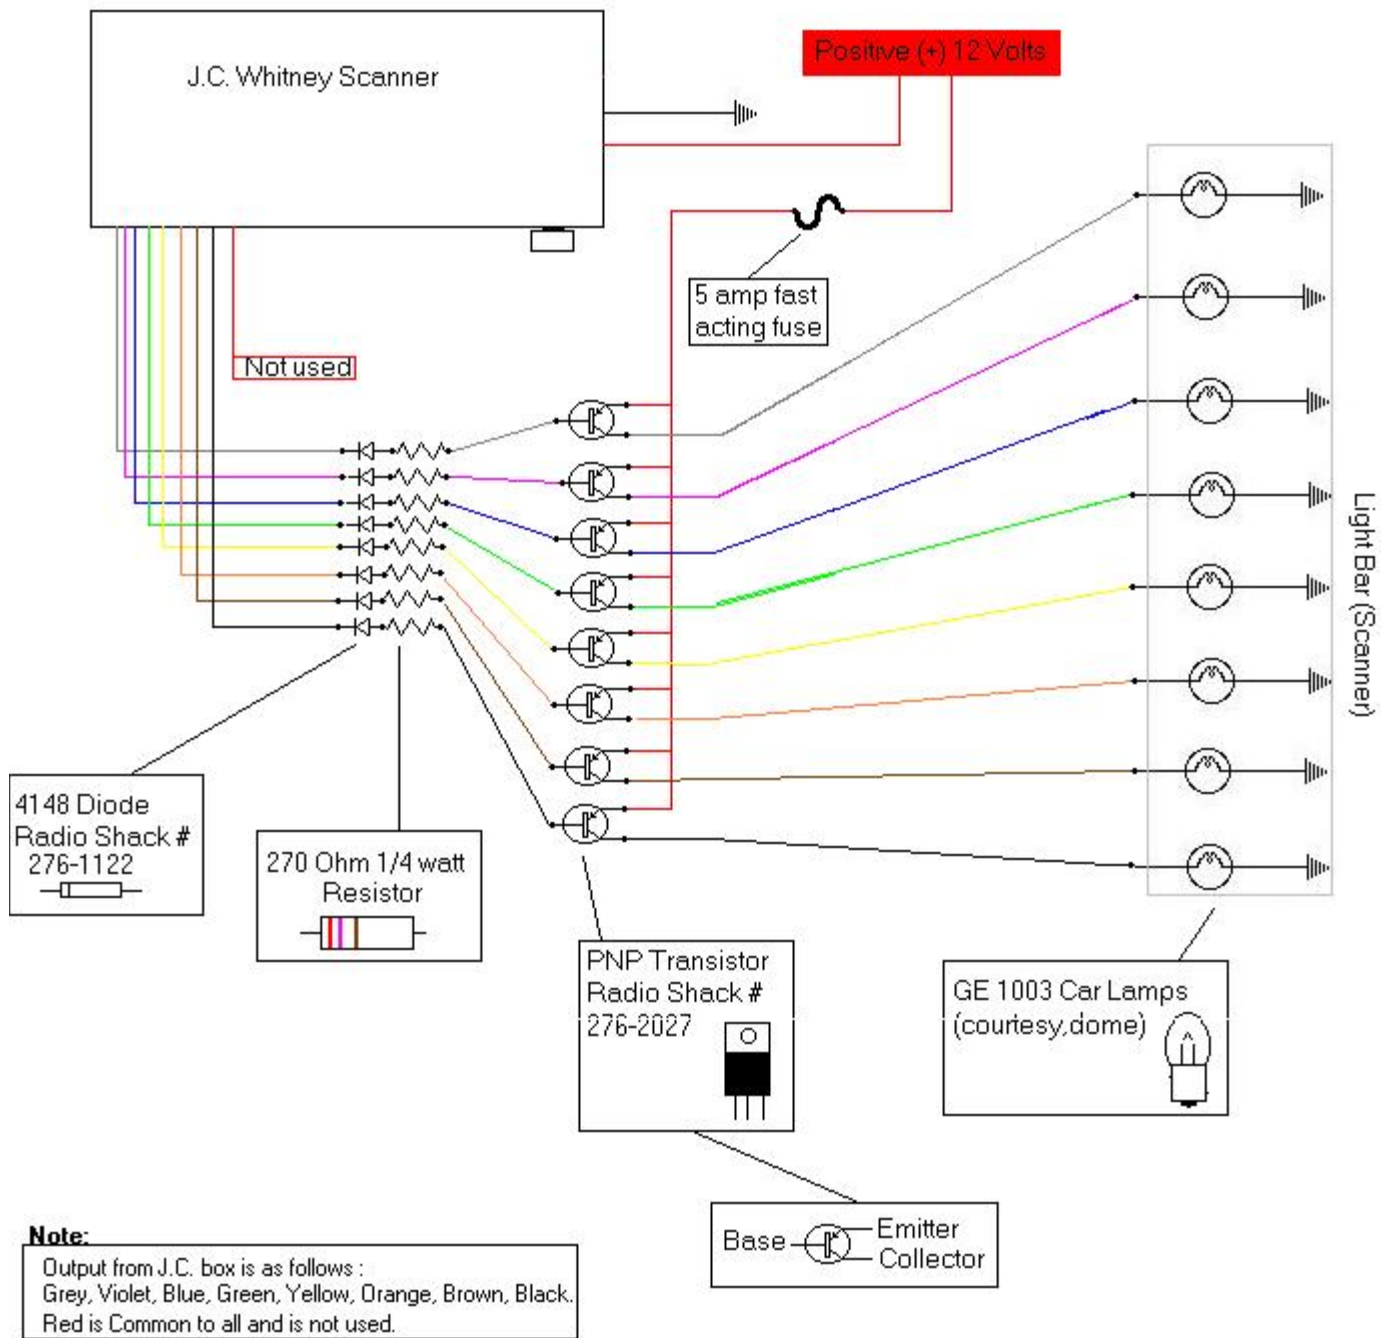 J.C. Whitney Scanner
Positive (+) 12 Volts
5 amp fast
acting fuse
Not used
Light Bar (Scanner)
4148 Diode
Radio Shack #
276-1122
270 Ohm 1/4 watt
Resistor
PNP Transistor
Radio Shack #
276-2027
GE 1003 Car Lamps
(courtesy,dome)
Base
Emitter
Collector
Note:
Output from J.C. box is as follows :
Grey, Violet, Blue, Green, Yellow, Orange, Brown, Black.
Red is Common to all and is not used.